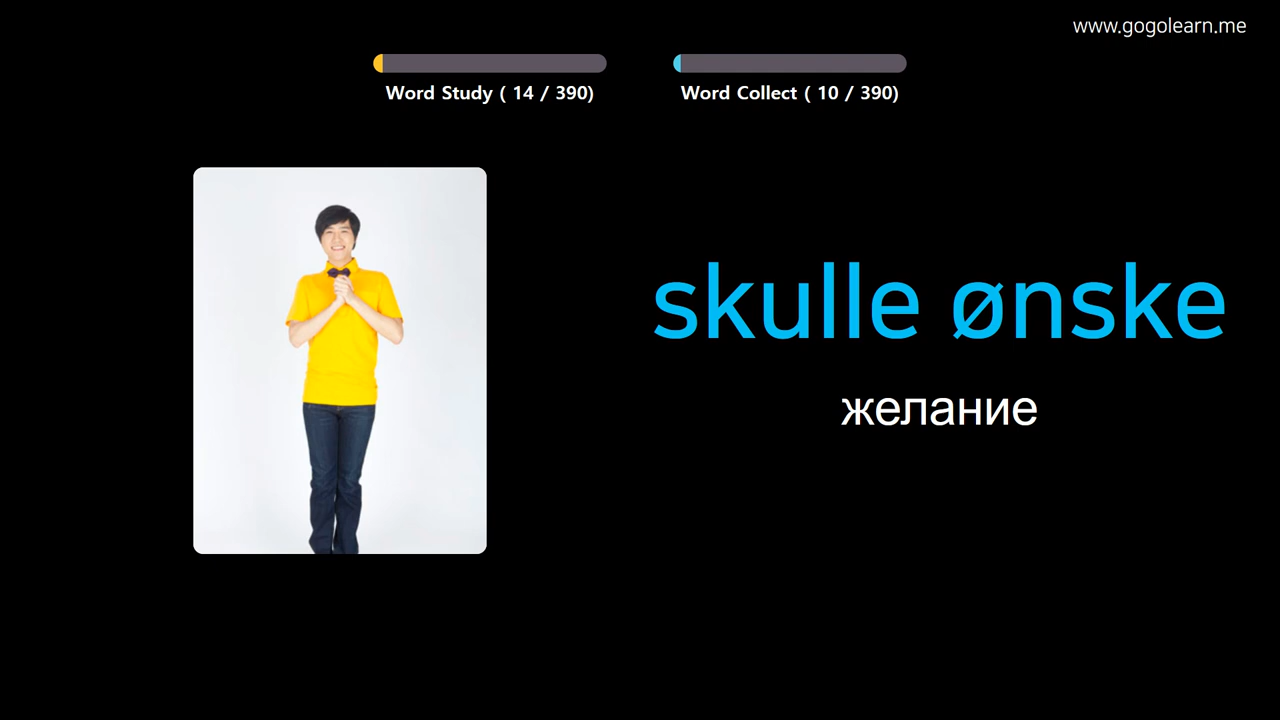 www.gogolearn.me
Word Study ( 14 / 390)
Word Collect ( 10 / 390)
skulle ønske
желание